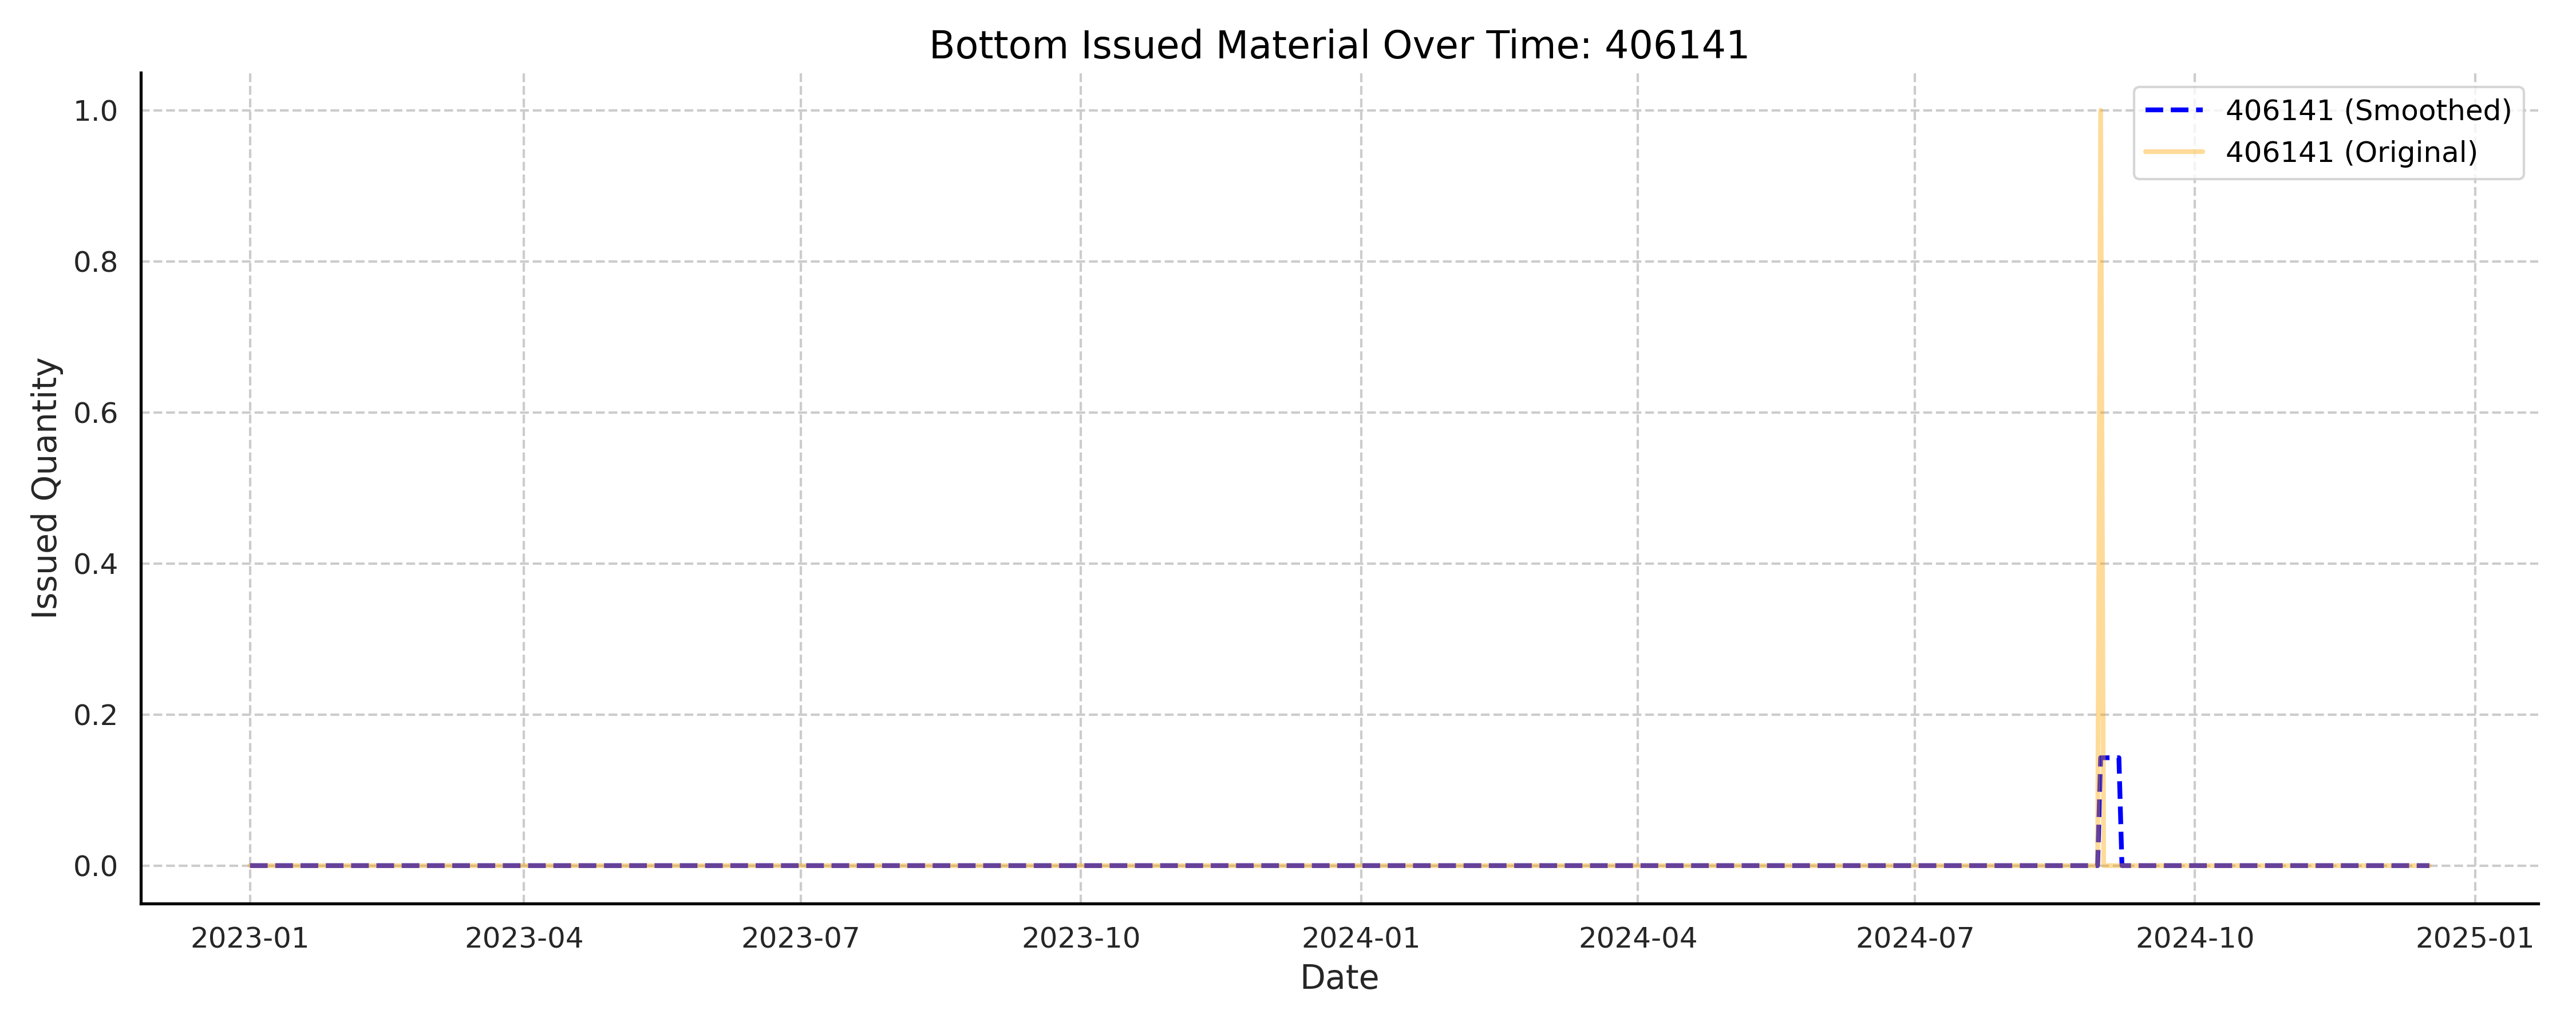 Bottom Issued Material Over Time: 406141
406141 (Smoothed)
406141 (Original)
Issued Quantity
1.0
0.8
0.6
0.4
0.2
0.0
2023-01 2023-04 2023-07 2023-10 2024-01 2024-04 2024-07 2024-10 2025-01
Date